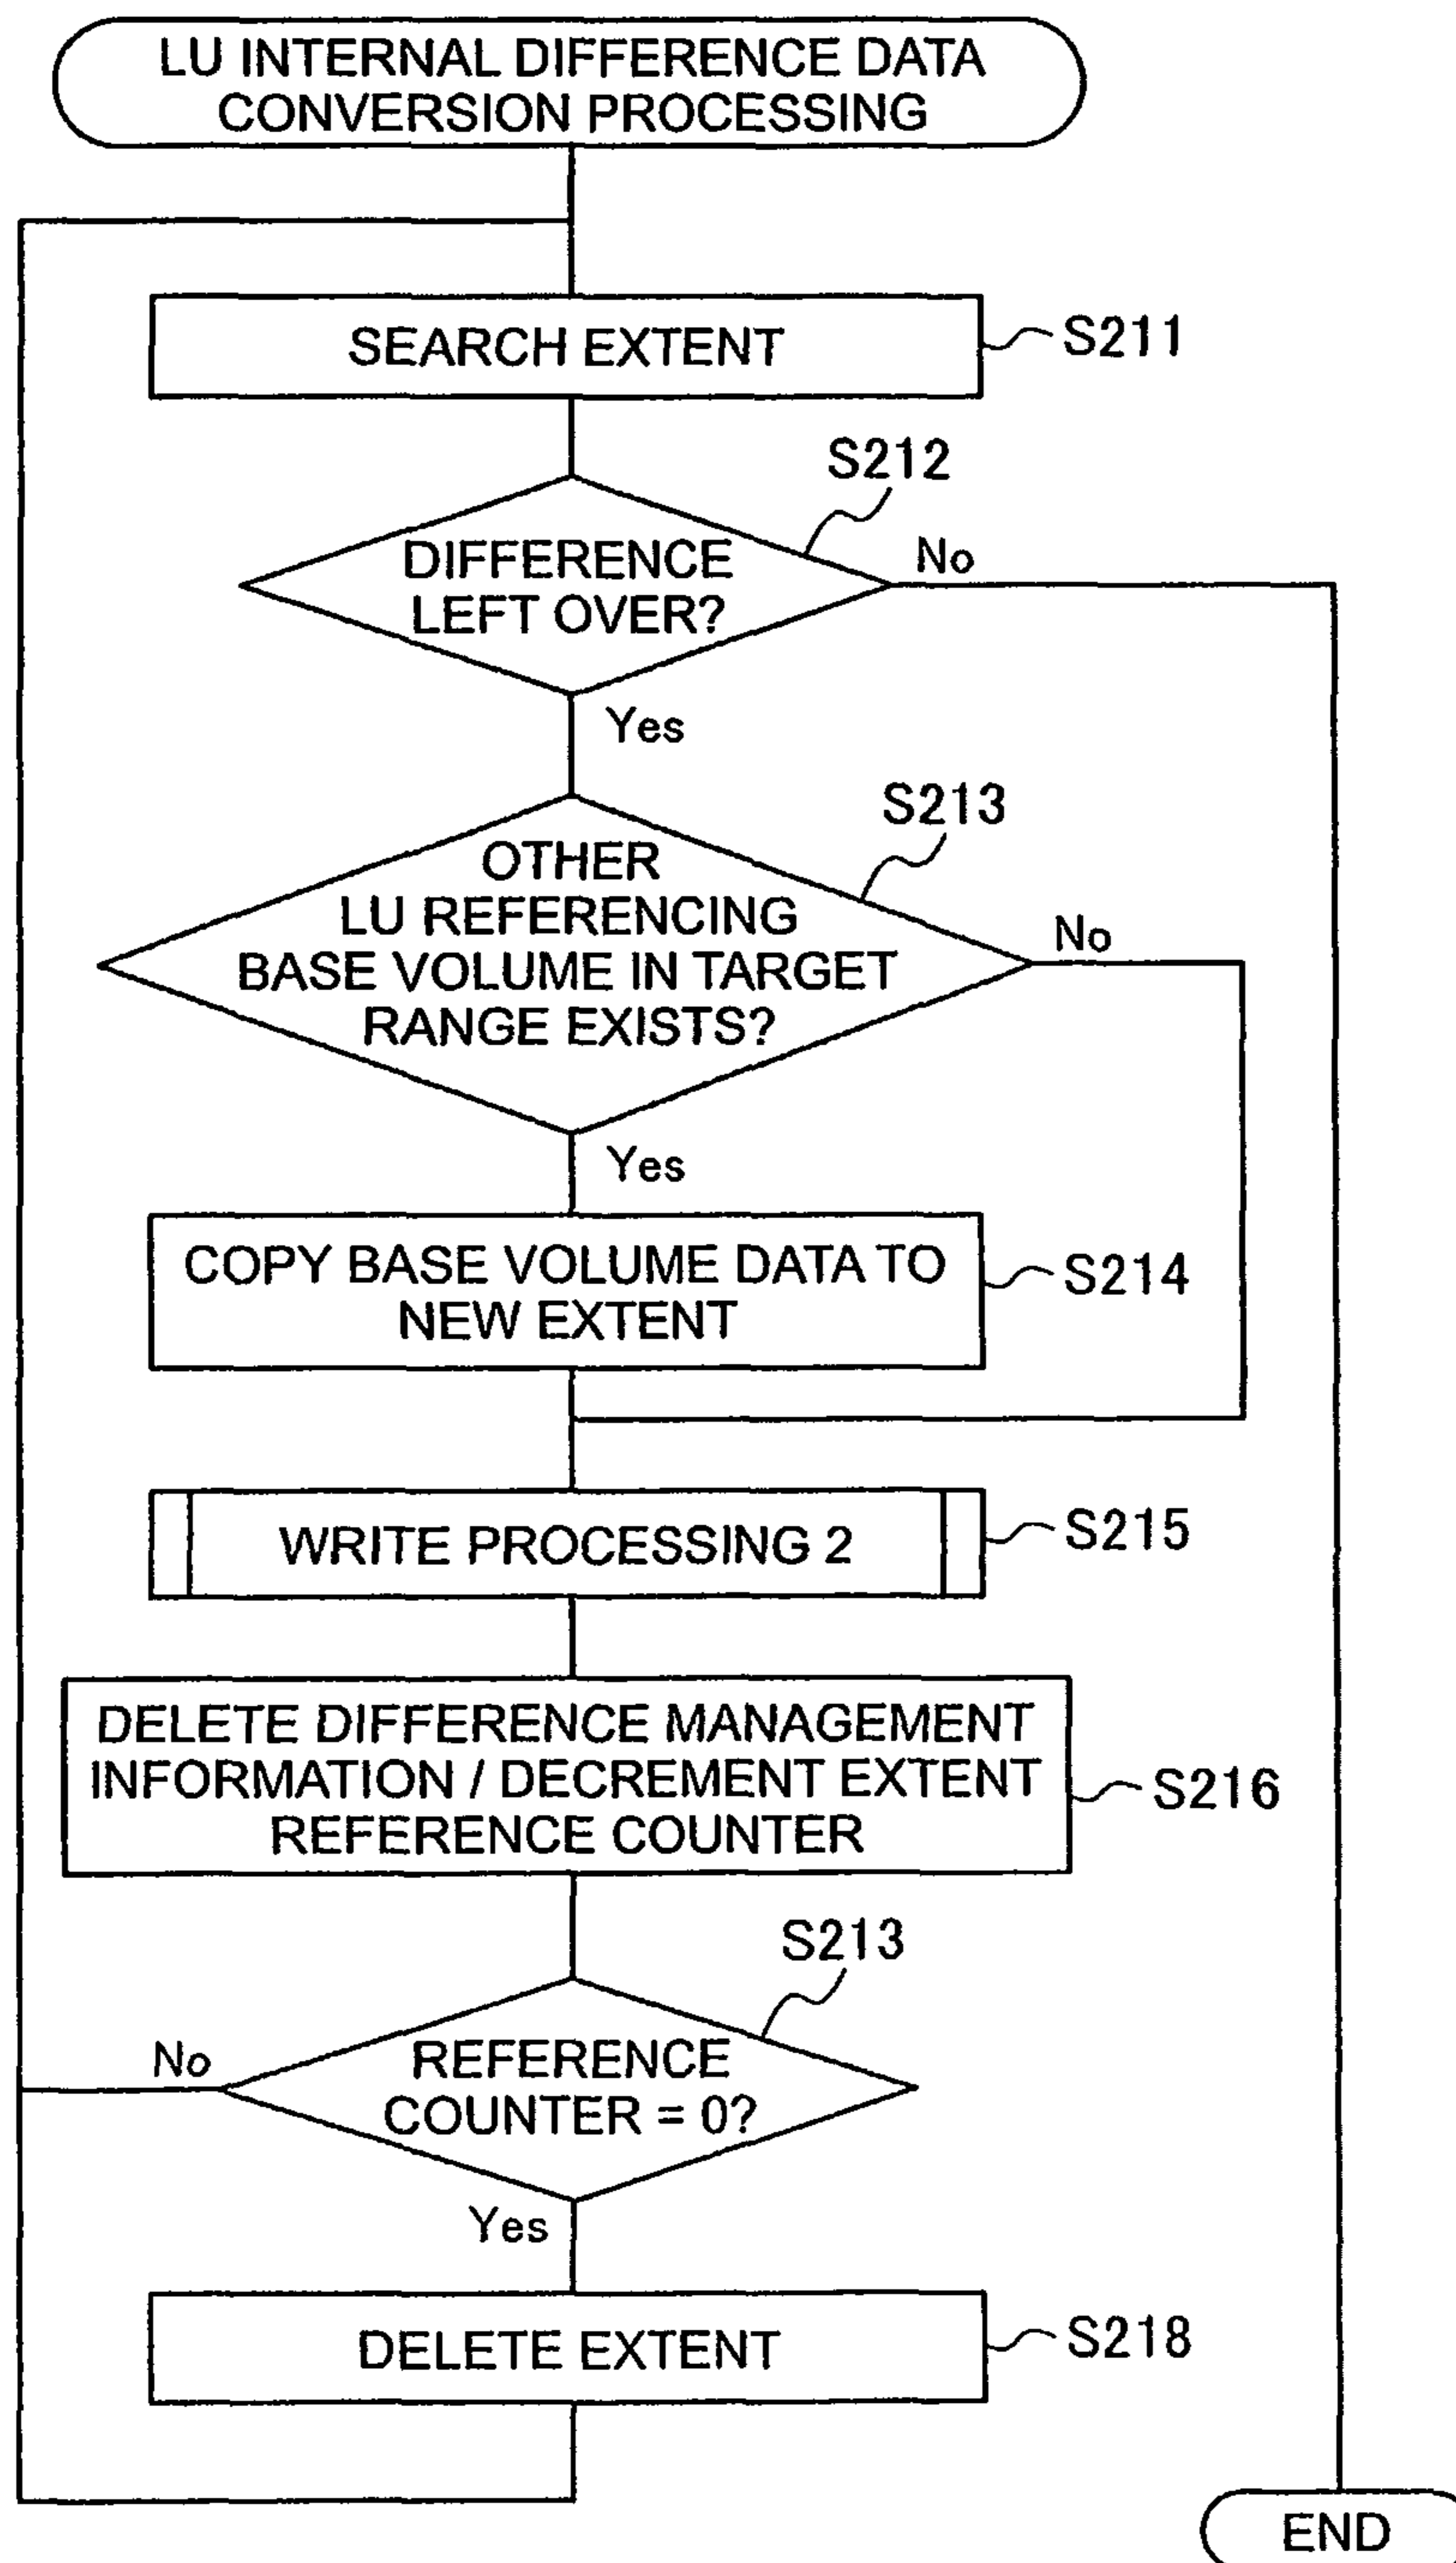 LU INTERNAL DIFFERENCE DATA
CONVERSION PROCESSING
SEARCH EXTENT
S211
S212
DIFFERENCE
LEFT OVER?
No
Yes
S213
OTHER
LU REFERENCING
BASE VOLUME IN TARGET
RANGE EXISTS?
No
Yes
COPY BASE VOLUME DATA TO
NEW EXTENT
S214
WRITE PROCESSING 2
S215
DELETE DIFFERENCE MANAGEMENT
INFORMATION / DECREMENT EXTENT
REFERENCE COUNTER
S216
S213
No
REFERENCE
COUNTER = 0?
Yes
DELETE EXTENT
S218
END